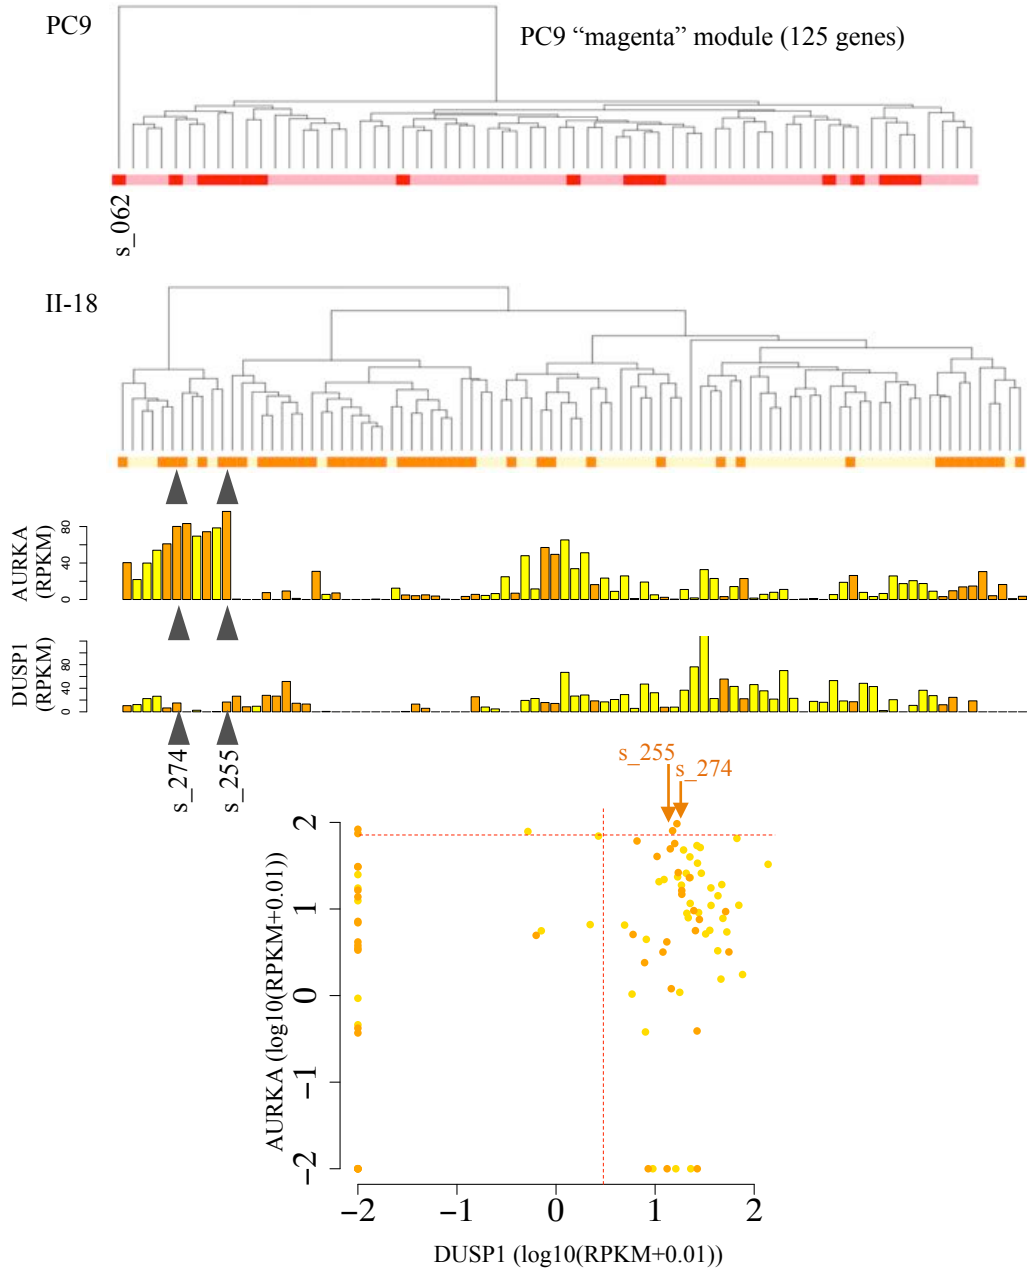 PC9
PC9 “magenta” module (125 genes)
s_062
II-18
AURKA
(RPKM)
80
40
0
DUSP1
(RPKM)
80
40
0
s_274
s_255
s_255
s_274
AURKA (log10(RPKM+0.01))
2
1
0
−1
−2
−2
−1
0
1
2
DUSP1 (log10(RPKM+0.01))